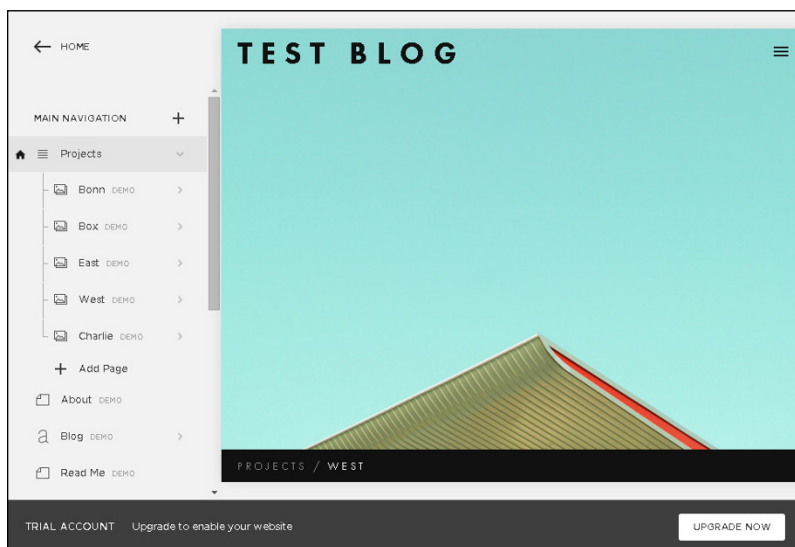 HOME
TEST BLOG
MAIN NAVIGATION
Projects
Bonn DEMO
Box DEMO
East DEMO
West DEMO
Charlie DEMO
Add Page
About DEMO
Blog DEMO
Read Me DEMO
PROJECTS / WEST
TRIAL ACCOUNT Upgrade to enable your website UPGRADE NOW